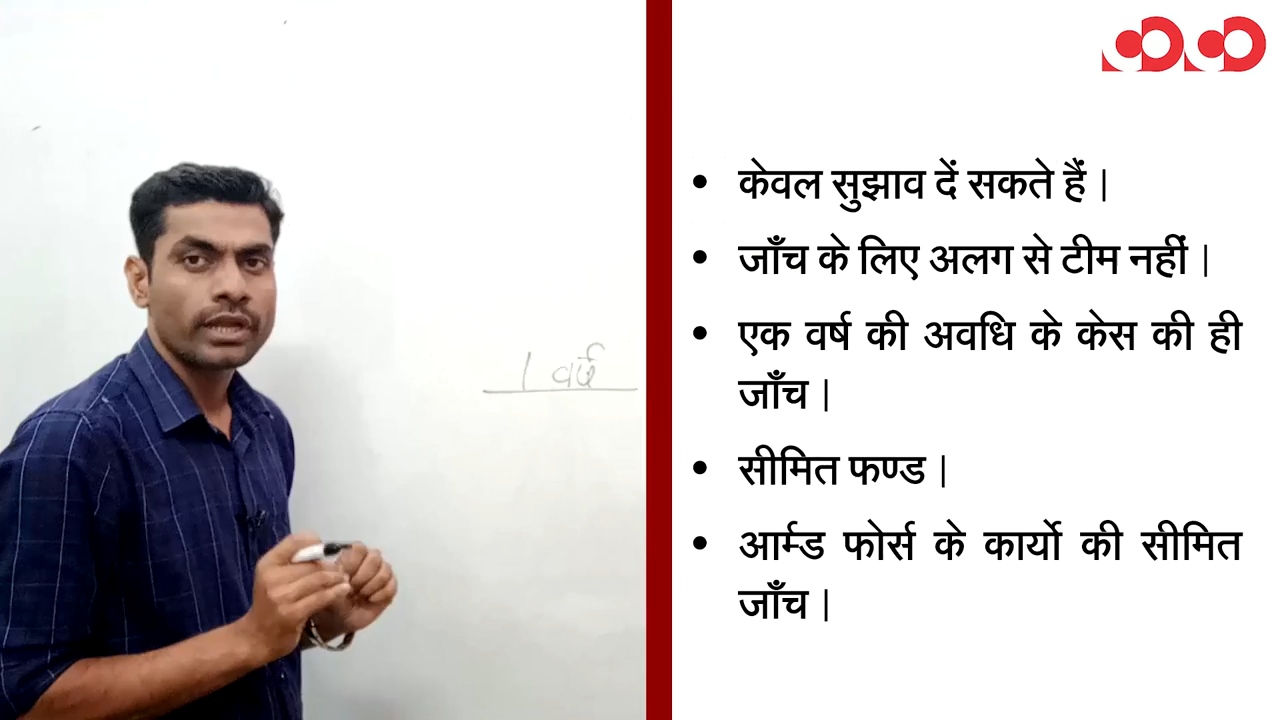 1 वर्ष
• केवल सुझाव दें सकते हैं |
• जाँच के लिए अलग से टीम नहीं |
• एक वर्ष की अवधि के केस की ही
जाँच |
• सीमित फण्ड |
• आर्म्ड फोर्स के कार्यो की सीमित
जाँच |